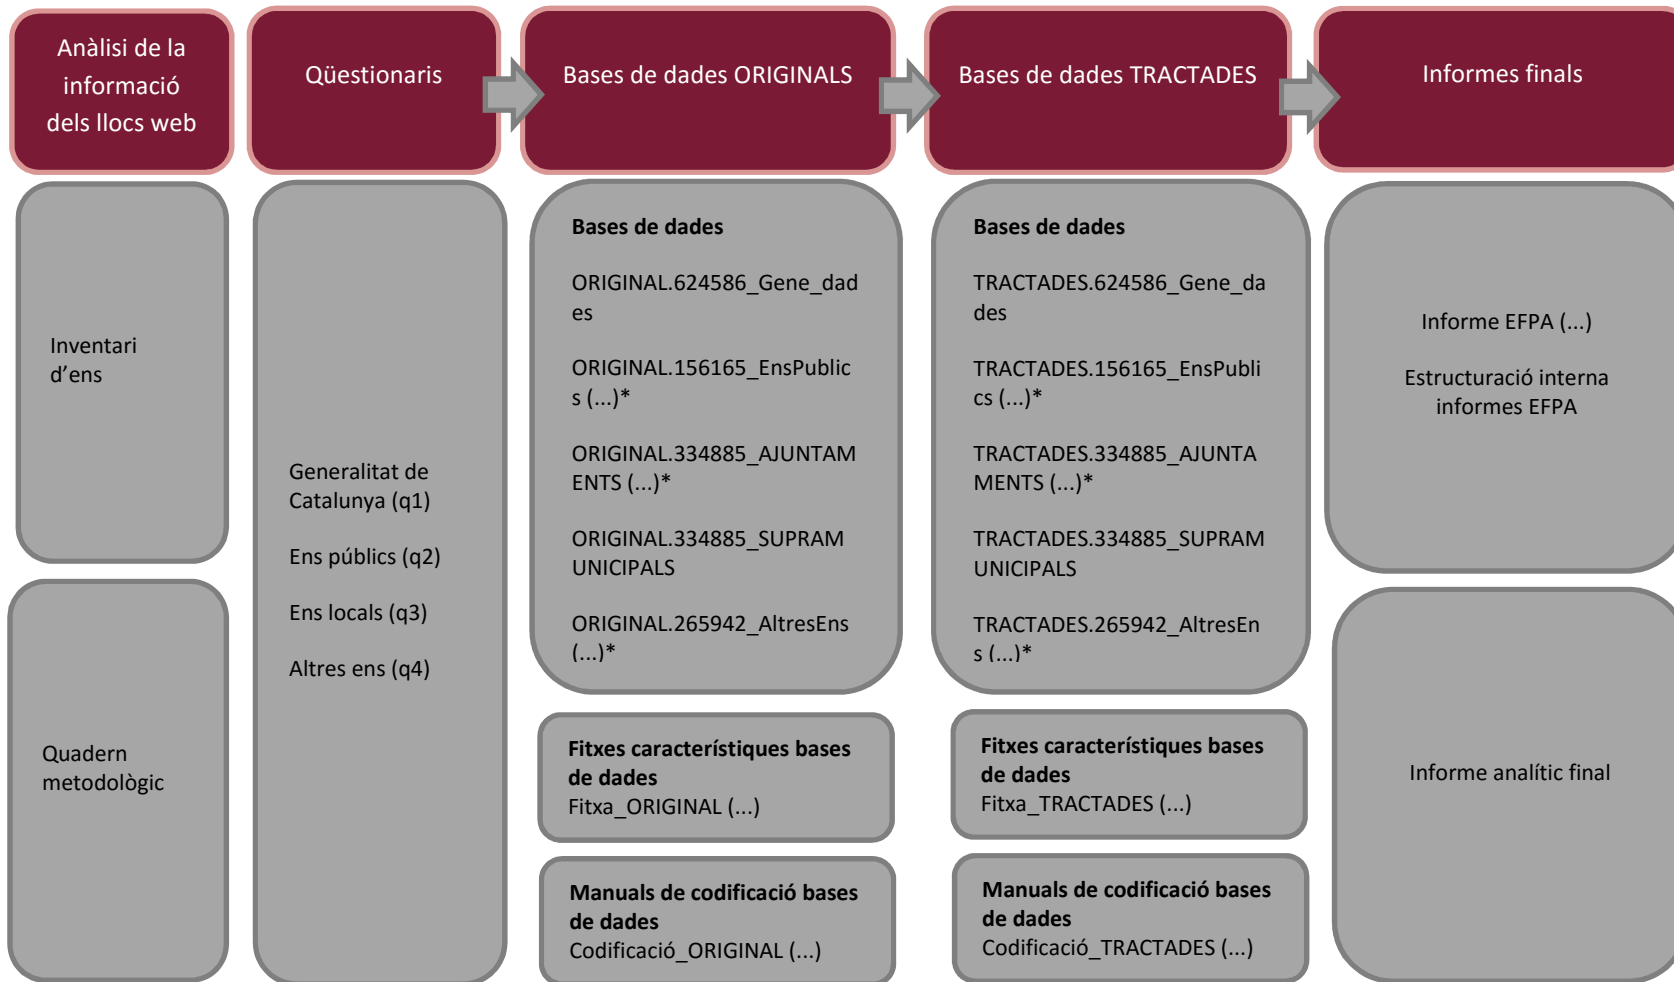 Anàlisi de la
informació
dels llocs web
Qüestionaris
Bases de dades ORIGINALS
Bases de dades TRACTADES
Informes finals
Inventari
d’ens
Quadern
metodològic
Generalitat de
Catalunya (q1)
Ens públics (q2)
Ens locals (q3)
Altres ens (q4)
Bases de dades
ORIGINAL.624586_Gene_dad
es
ORIGINAL.156165_EnsPublic
s (...)*
ORIGINAL.334885_AJUNTAM
ENTS (...)*
ORIGINAL.334885_SUPRAM
UNICIPALS
ORIGINAL.265942_AltresEns
(...)*
Fitxes característiques bases
de dades
Fitxa_ORIGINAL (...)
Manuals de codificació bases
de dades
Codificació_ORIGINAL (...)
Bases de dades
TRACTADES.624586_Gene_da
des
TRACTADES.156165_EnsPubli
cs (...)*
TRACTADES.334885_AJUNTA
MENTS (...)*
TRACTADES.334885_SUPRAM
UNICIPALS
TRACTADES.265942_AltresEn
s (...)*
Fitxes característiques bases
de dades
Fitxa_TRACTADES (...)
Manuals de codificació bases
de dades
Codificació_TRACTADES (...)
Informe EFPA (...)
Estructuració interna
informes EFPA
Informe analític final